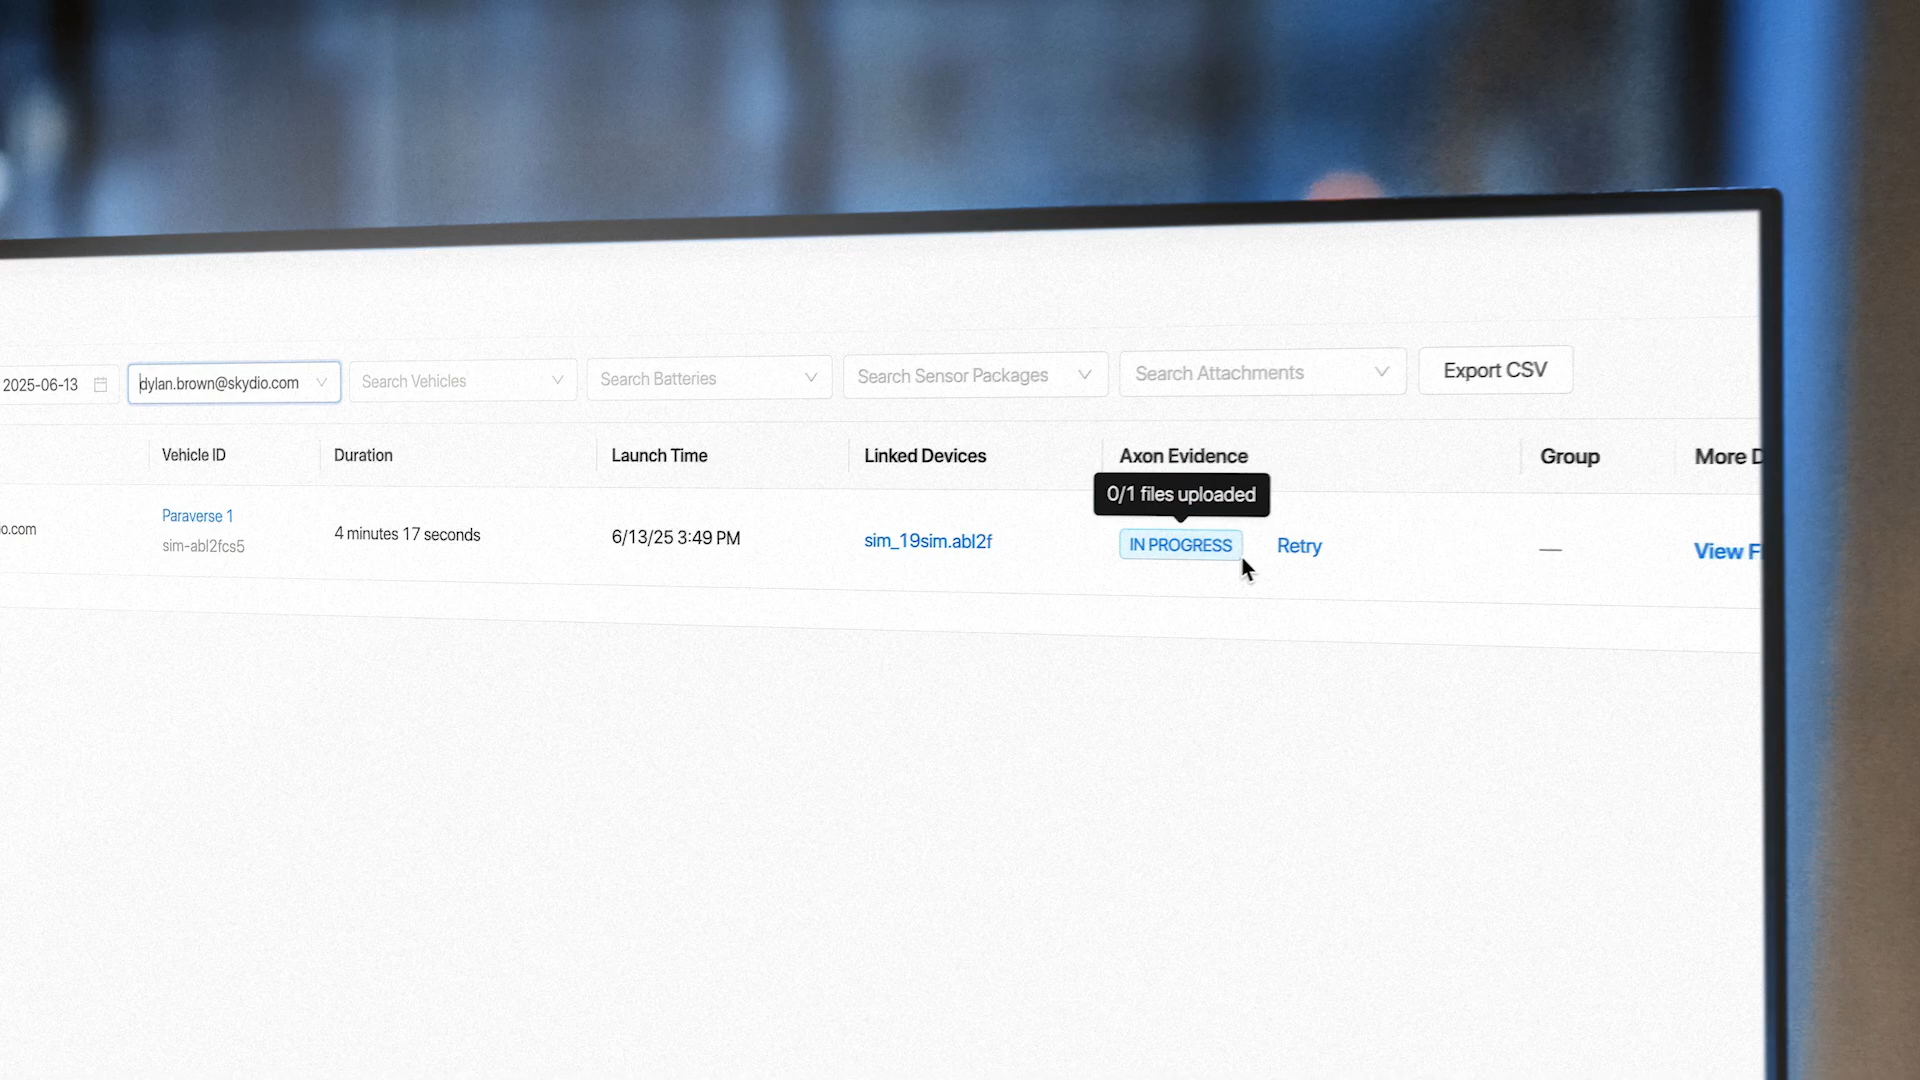 2025-06-13 dylan.brown@skydio.com Search Vehicles Search Batteries Search Sensor Packages Search Attachments Export CSV
Vehicle ID Duration Launch Time Linked Devices Axon Evidence Group More D
0/1 files uploaded
io.com Paraverse 1 4 minutes 17 seconds 6/13/25 3:49 PM sim_19sim.abl2f IN PROGRESS Retry — View F
sim-abl2fcs5